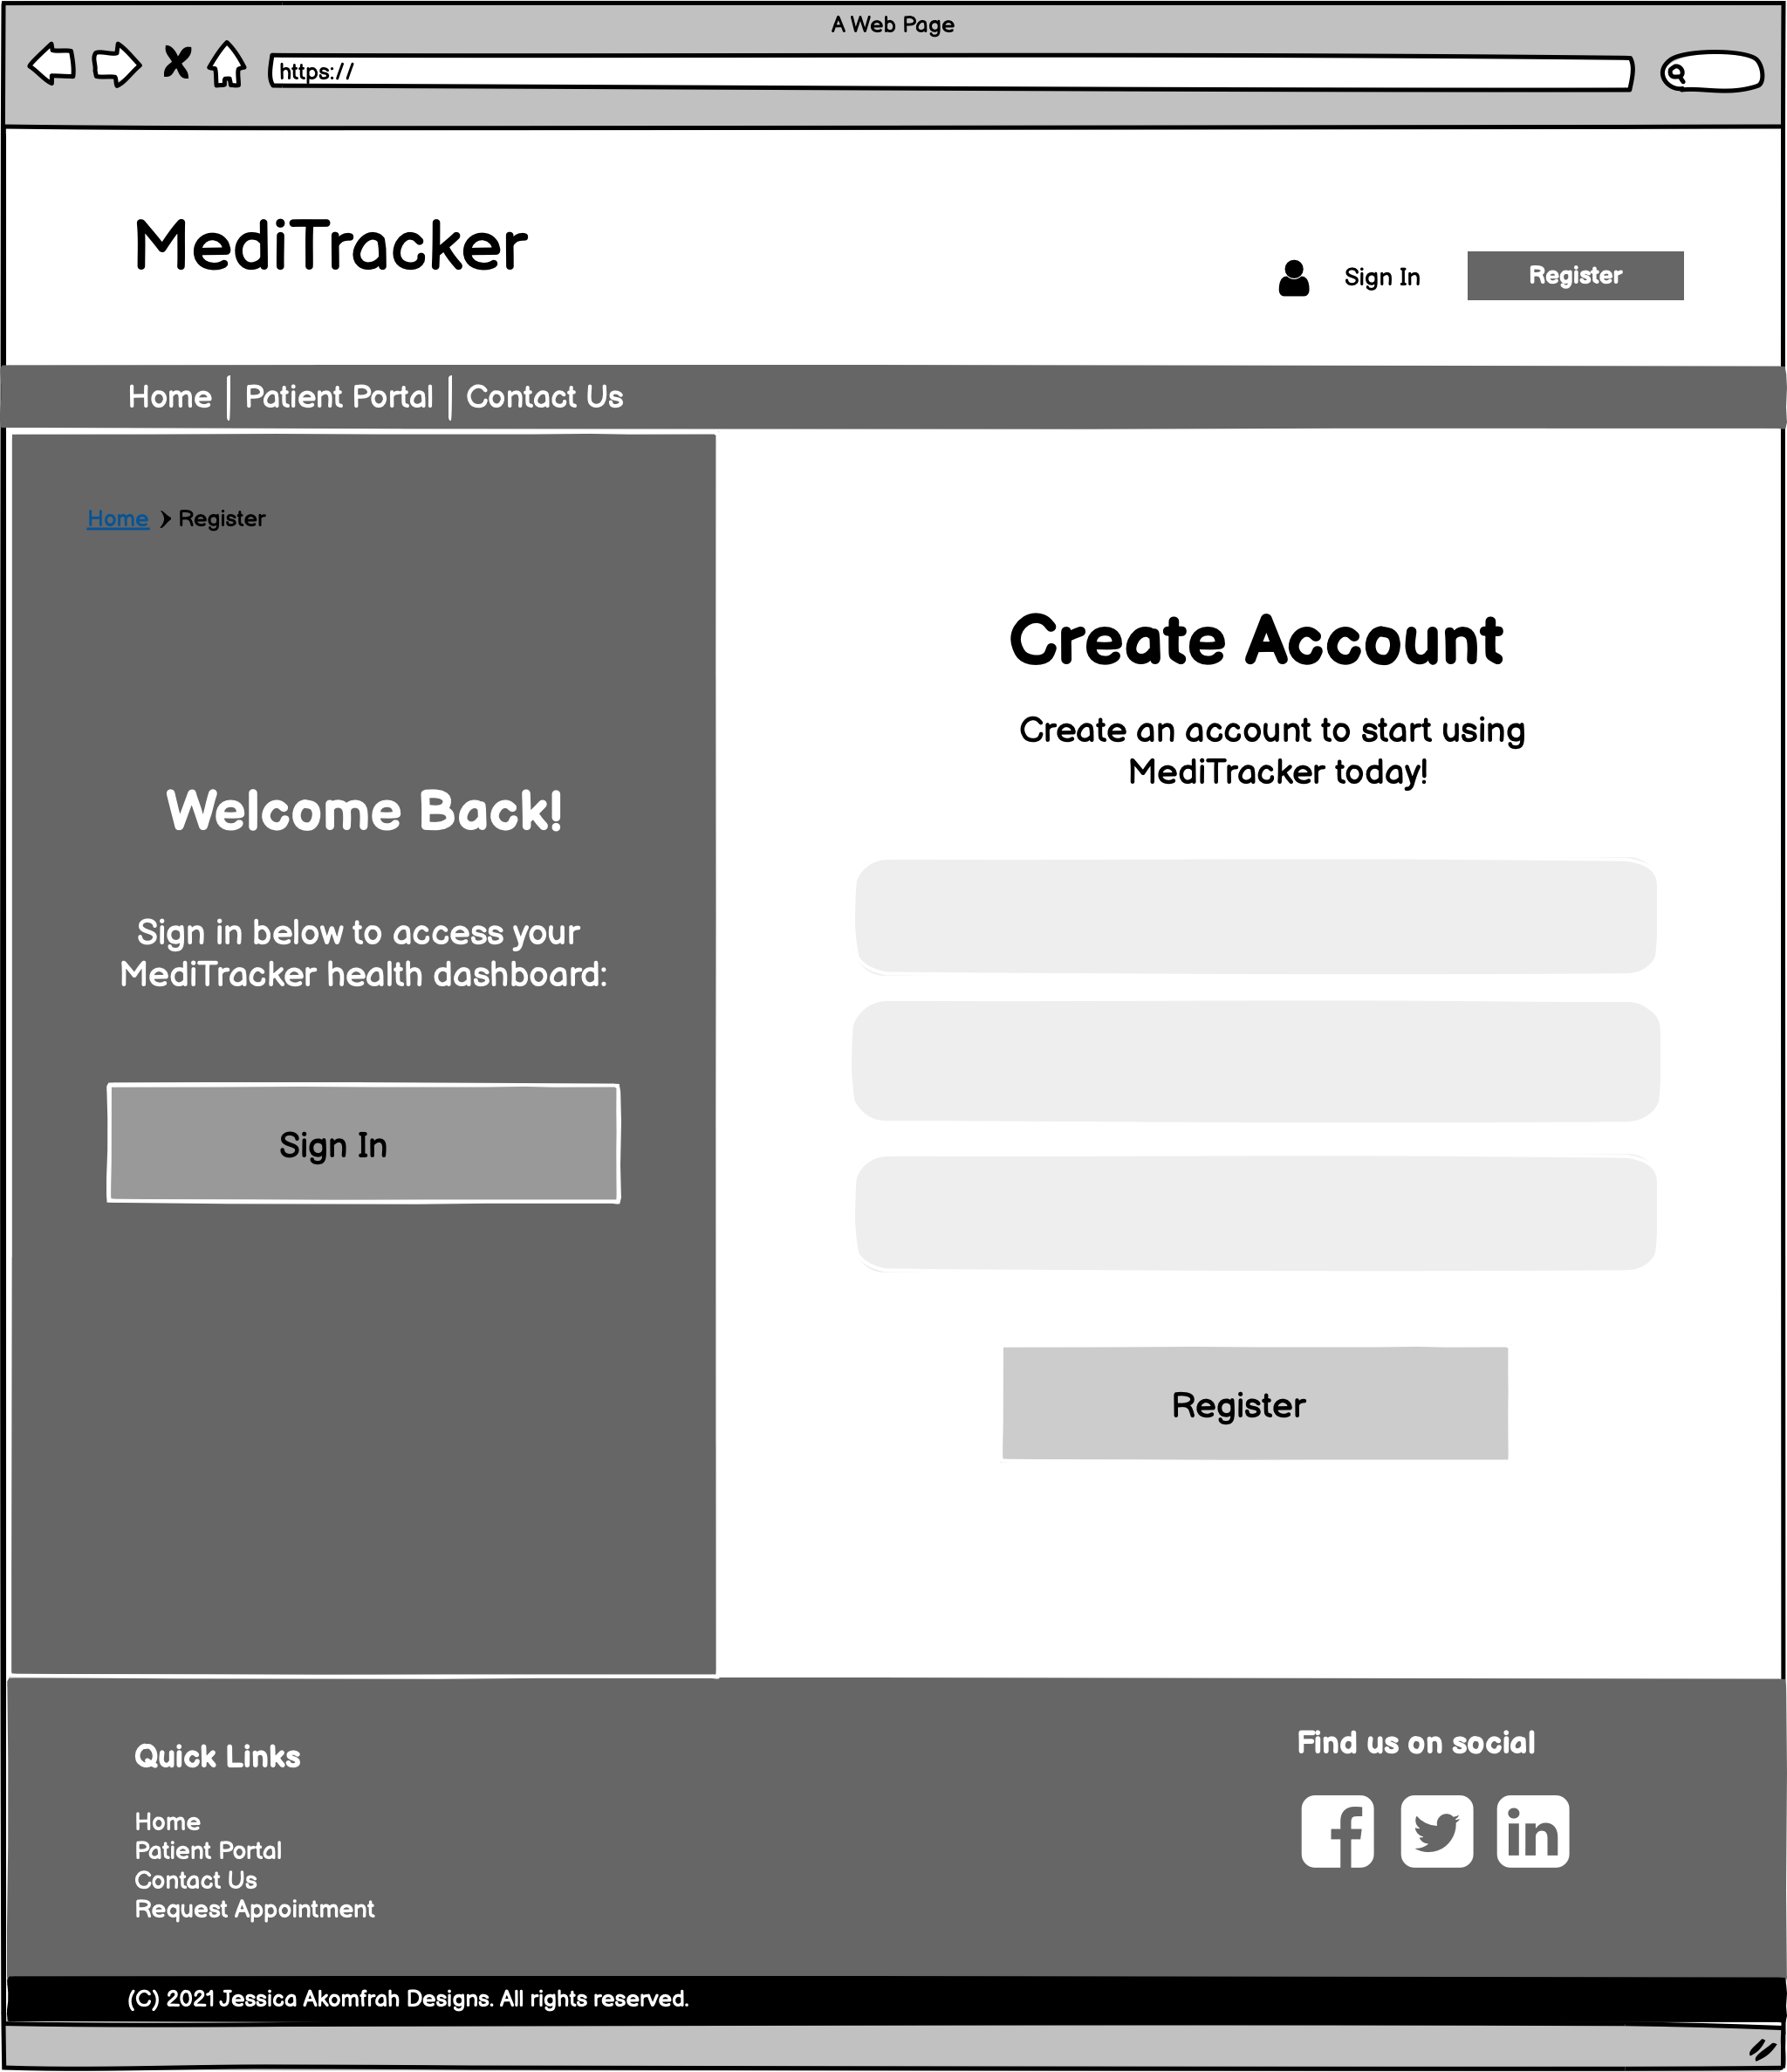 A Web Page
https://
MediTracker
Sign In
Register
Home
Patient Portal
Contact Us
Home
Register
Create Account
Create an account to start using
MediTracker today!
Welcome Back!
Sign in below to access your
MediTracker health dashboard:
Sign In
Register
Quick Links
Home
Patient Portal
Contact Us
Request Appointment
Find us on social
f
in
(C) 2021 Jessica Akomfrah Designs. All rights reserved.